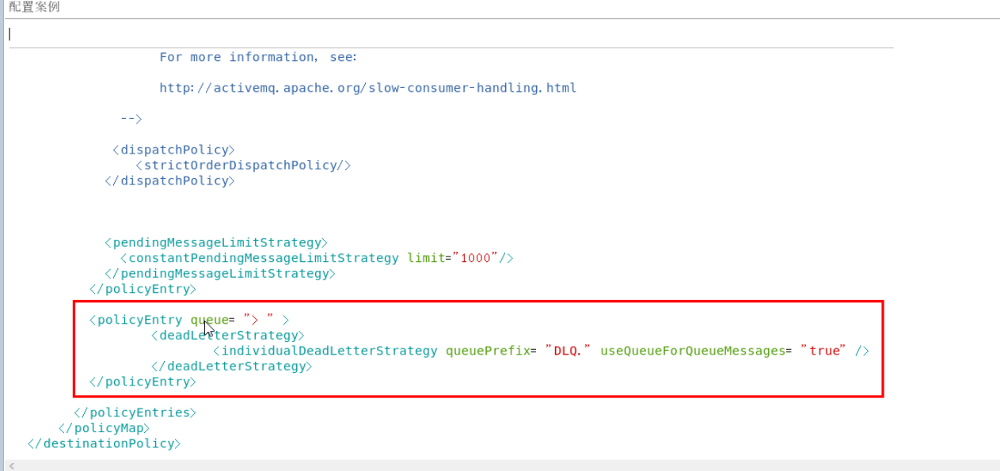 配置案例
For more information, see:
http://activemq.apache.org/slow-consumer-handling.html
-->
<dispatchPolicy>
<strictOrderDispatchPolicy/>
</dispatchPolicy>
<pendingMessageLimitStrategy>
<constantPendingMessageLimitStrategy limit="1000"/>
</pendingMessageLimitStrategy>
</policyEntry>
<policyEntry queue= "> " >
<deadLetterStrategy>
<individualDeadLetterStrategy queuePrefix= "DLQ." useQueueForQueueMessages= "true" />
</deadLetterStrategy>
</policyEntry>
</policyEntries>
</policyMap>
</destinationPolicy>